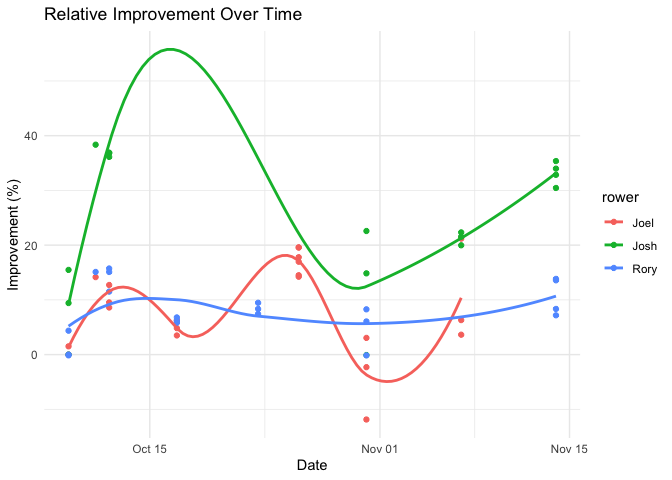 Relative Improvement Over Time
Improvement (%)
40
20
0
Oct 15
Nov 01
Nov 15
Date
rower
Joel
Josh
Rory